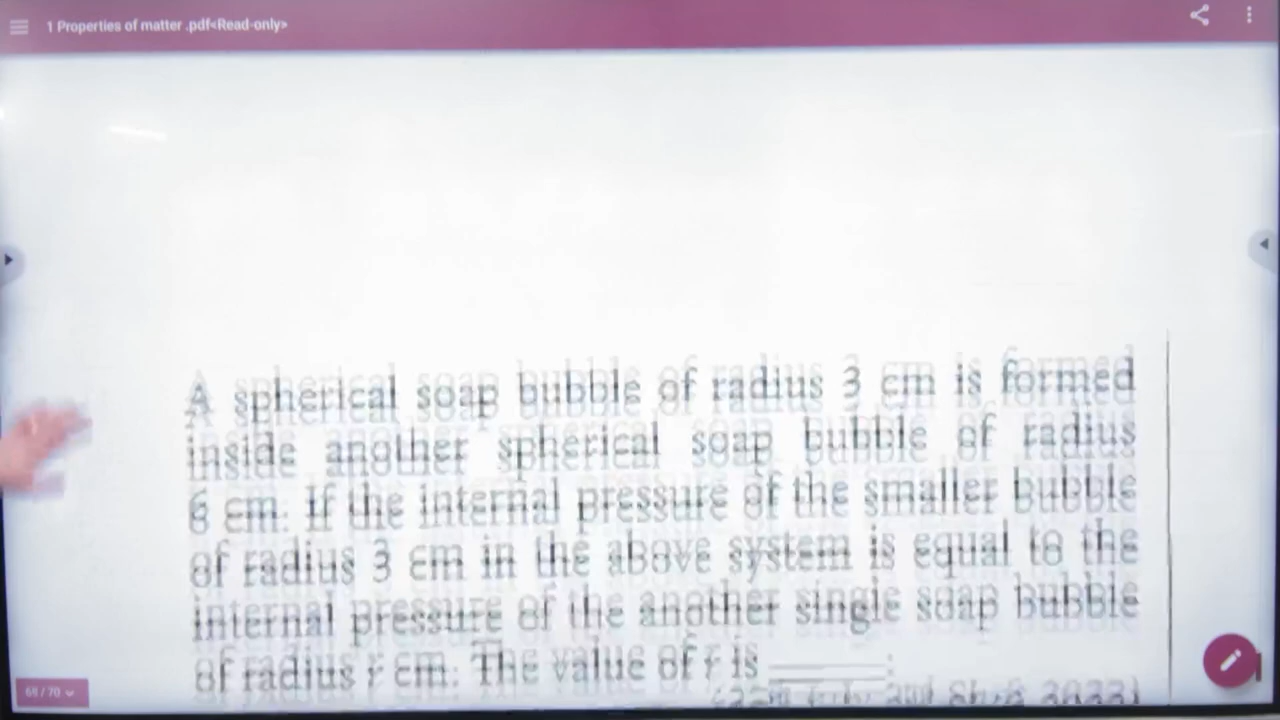 1 Properties of matter .pdf<Read-only>
A spherical soap bubble of radius 3 cm is formed
inside another spherical soap bubble of radius
6 cm. If the internal pressure of the smaller bubble
of radius 3 cm in the above system is equal to the
internal pressure of the another single soap bubble
of radius r cm. The value of r is ______.
68 / 70